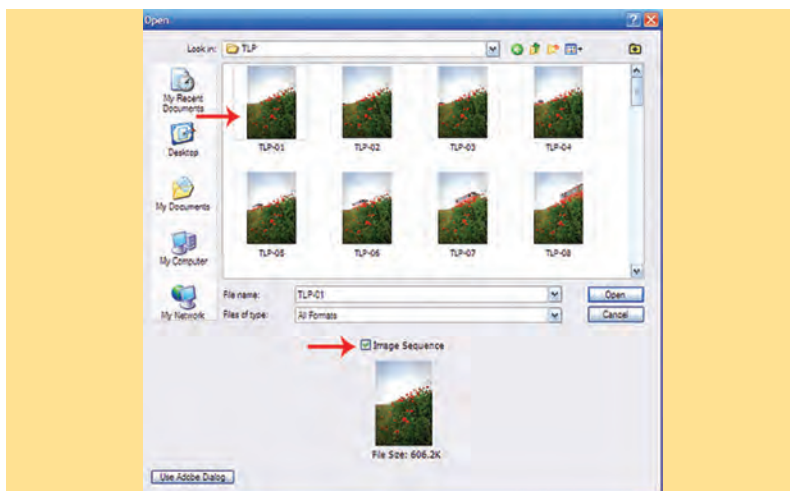 Open
Look in: TLP
My Recent
Documents
Desktop
My Documents
My Computer
My Network
TLP-01 TLP-02 TLP-03 TLP-04
TLP-05 TLP-06 TLP-07 TLP-08
File name: TLP-01 Open
Files of type: All Formats Cancel
Image Sequence
File Size: 606.2K
Use Adobe Dialog